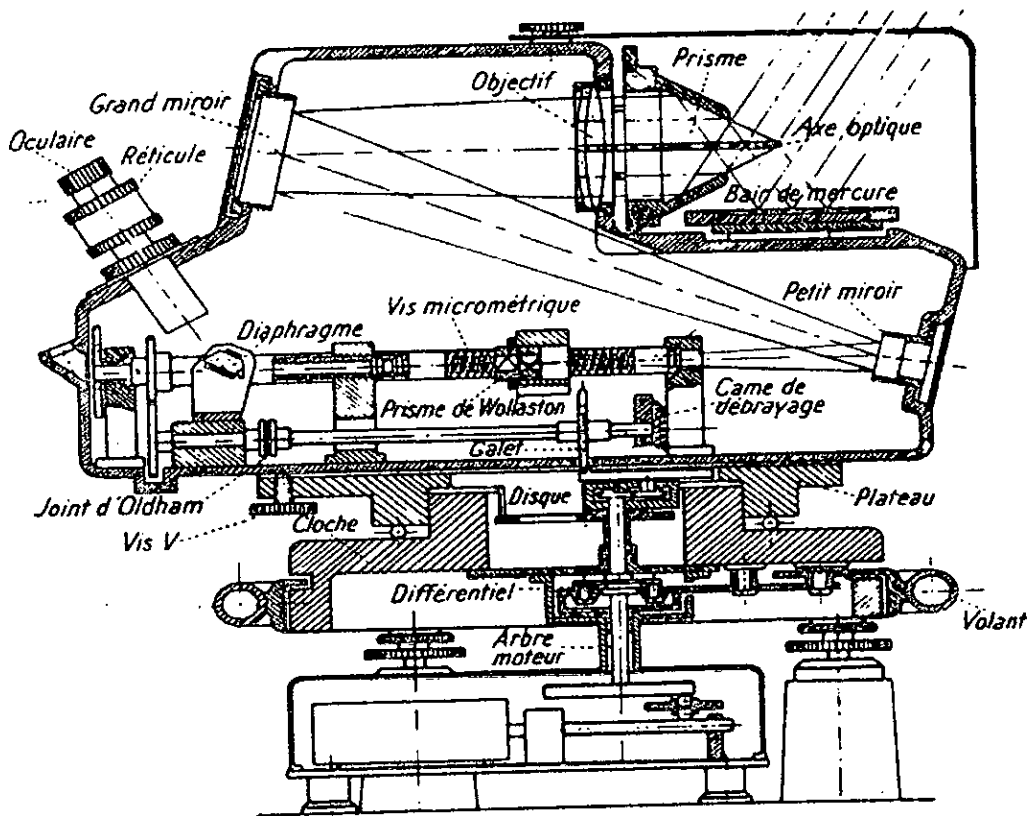 Prisme
Objectif
Grand miroir
Axe optique
Oculaire
Réticule
Bain de mercure
Petit miroir
Vis micrométrique
Diaphragme
Came de
débrayage
Prisme de Wollaston
Galet
Joint d'Oldham
Disque
Plateau
Vis V
Cloche
Différentiel
Volant
Arbre
moteur